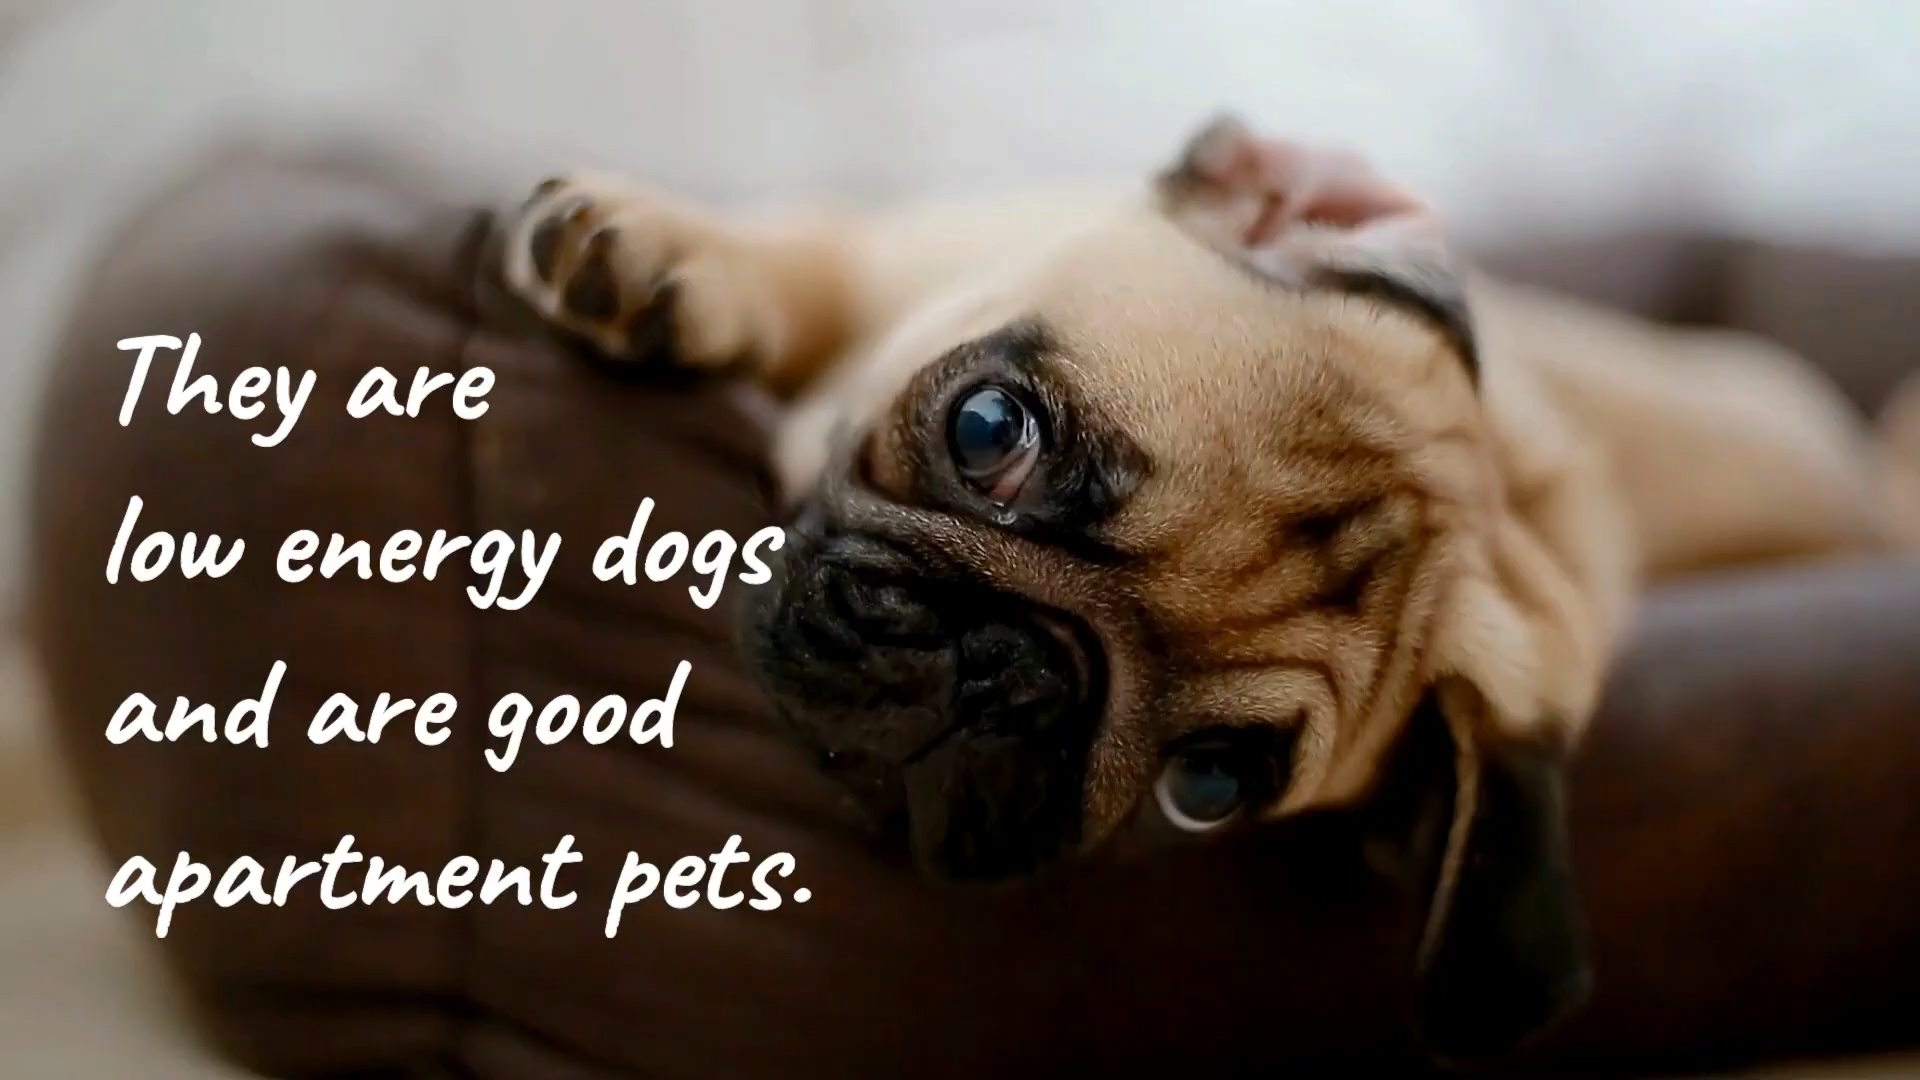 They are
low energy dogs
and are good
apartment pets.